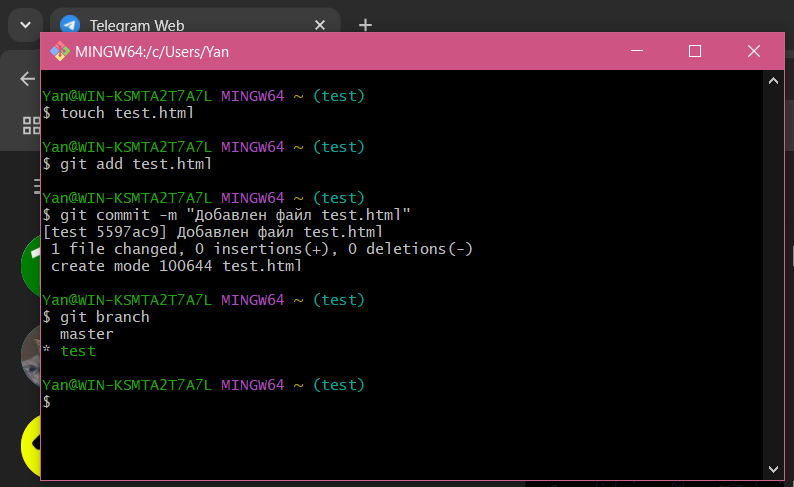 Telegram Web
MINGW64:/c/Users/Yan
Yan@WIN-KSMTA2T7A7L MINGW64 ~ (test)
$ touch test.html
Yan@WIN-KSMTA2T7A7L MINGW64 ~ (test)
$ git add test.html
Yan@WIN-KSMTA2T7A7L MINGW64 ~ (test)
$ git commit -m "Добавлен файл test.html"
[test 5597ac9] Добавлен файл test.html
 1 file changed, 0 insertions(+), 0 deletions(-)
 create mode 100644 test.html
Yan@WIN-KSMTA2T7A7L MINGW64 ~ (test)
$ git branch
  master
* test
Yan@WIN-KSMTA2T7A7L MINGW64 ~ (test)
$